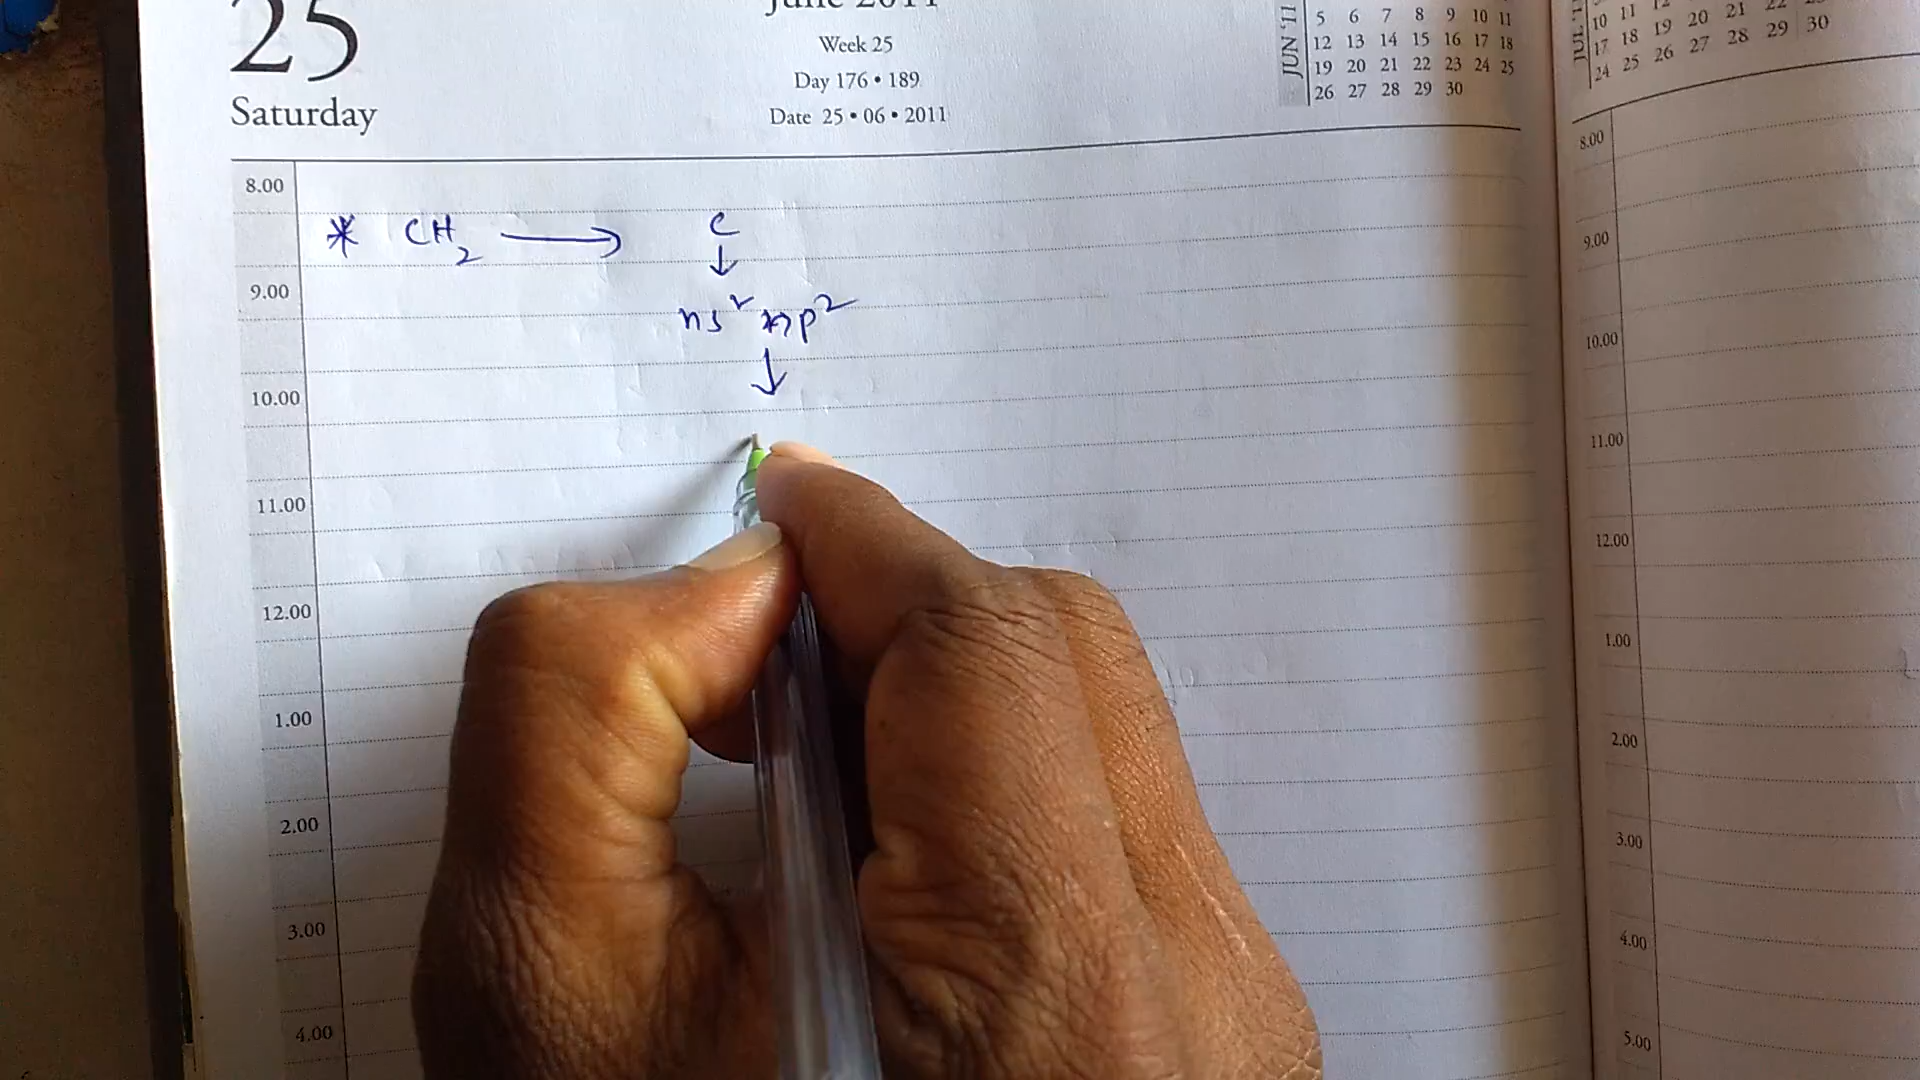 25
Saturday
June 2011
Week 25
Day 176 • 189
Date 25 • 06 • 2011
JUN '11
5 6 7 8 9 10 11
12 13 14 15 16 17 18
19 20 21 22 23 24 25
26 27 28 29 30
JUL '11
10 11 12
17 18 19 20 21 22 23
24 25 26 27 28 29 30
8.00
* CH₂ ⟶ C
↓
9.00
ns² np²
↓
10.00
11.00
12.00
1.00
2.00
3.00
4.00
8.00
9.00
10.00
11.00
12.00
1.00
2.00
3.00
4.00
5.00